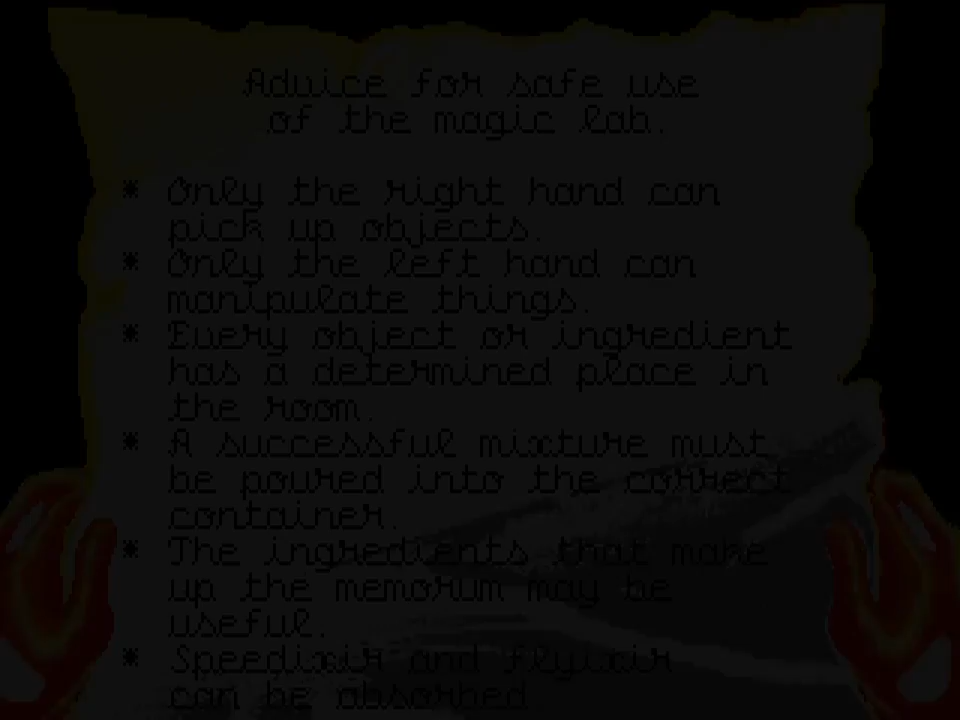 Advice for safe use
of the magic lab.
* Only the right hand can
pick up objects.
* Only the left hand can
manipulate things.
* Every object or ingredient
has a determined place in
the room.
* A successful mixture must
be poured into the correct
container.
* The ingredients that make
up the memorum may be
useful.
* Speedixir and flyixir
can be absorbed